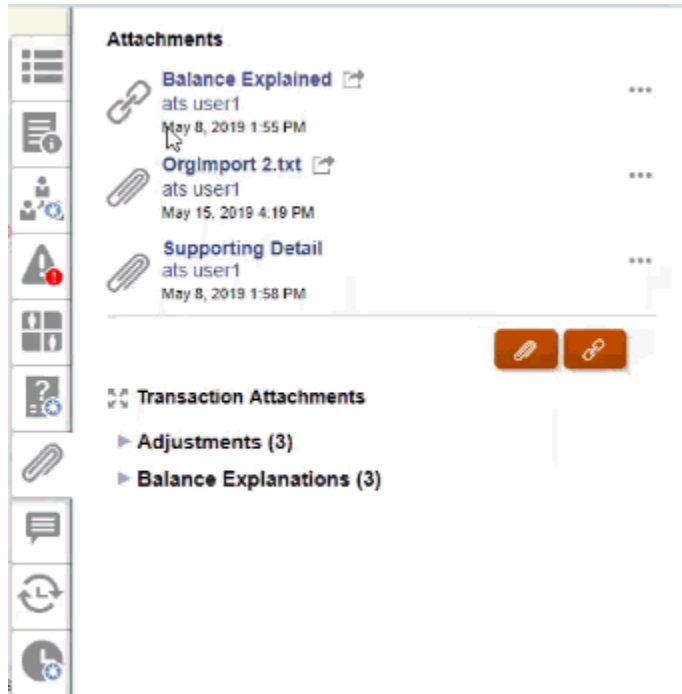 Attachments
Balance Explained
ats user1
May 8, 2019 1:55 PM
OrgImport 2.txt
ats user1
May 15, 2019 4:19 PM
Supporting Detail
ats user1
May 8, 2019 1:58 PM
Transaction Attachments
Adjustments (3)
Balance Explanations (3)